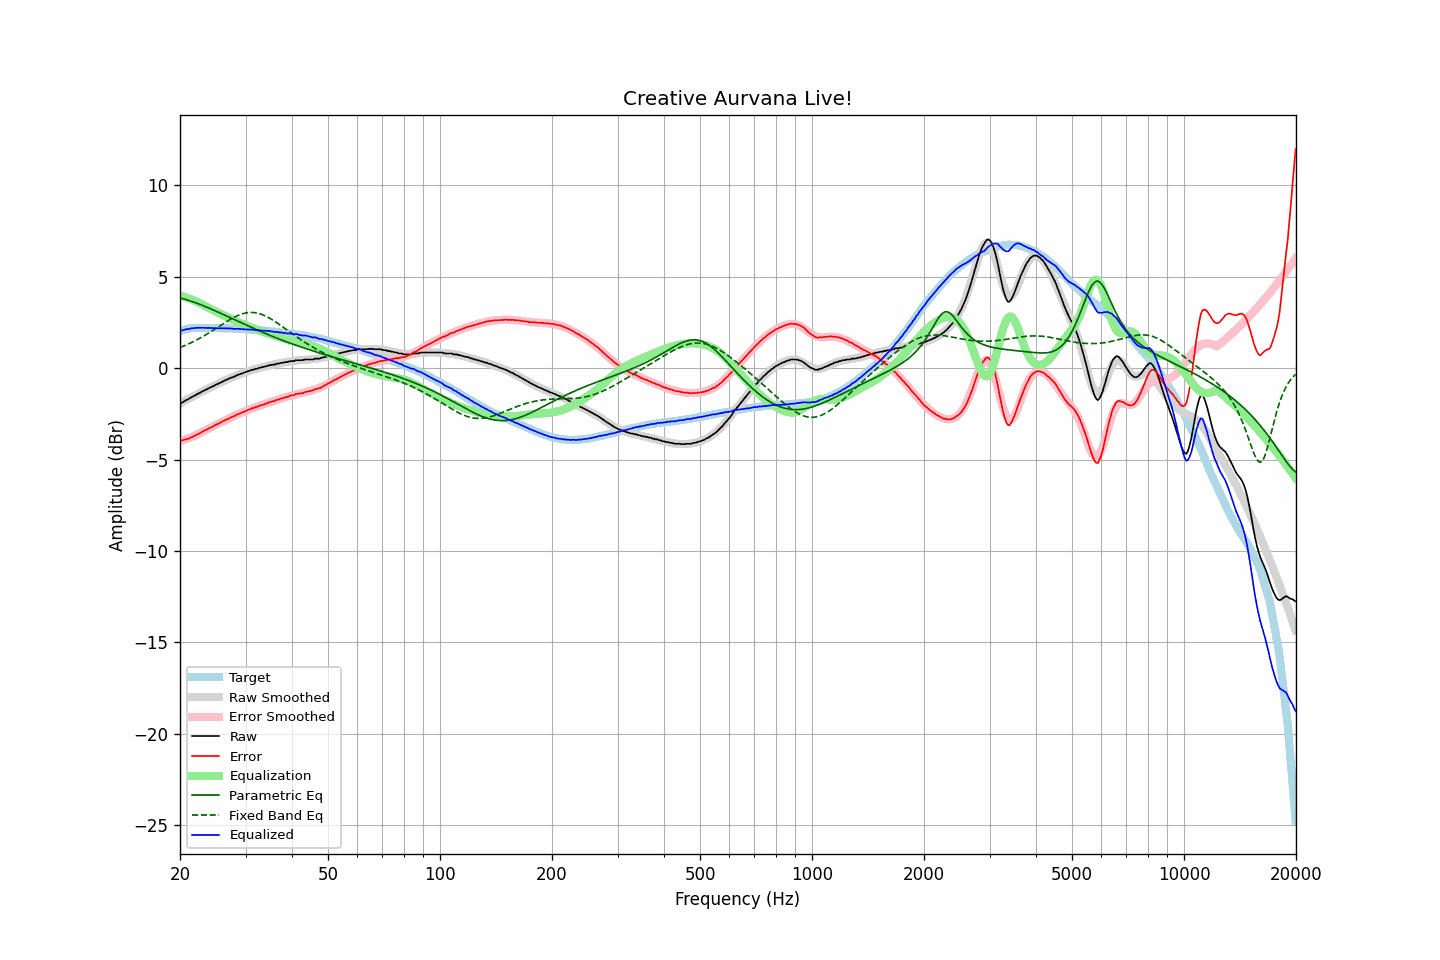 Creative Aurvana Live!
Amplitude (dBr)
10
5
0
−5
−10
−15
−20
−25
Target
Raw Smoothed
Error Smoothed
Raw
Error
Equalization
Parametric Eq
Fixed Band Eq
Equalized
20 50 100 200 500 1000 2000 5000 10000 20000
Frequency (Hz)